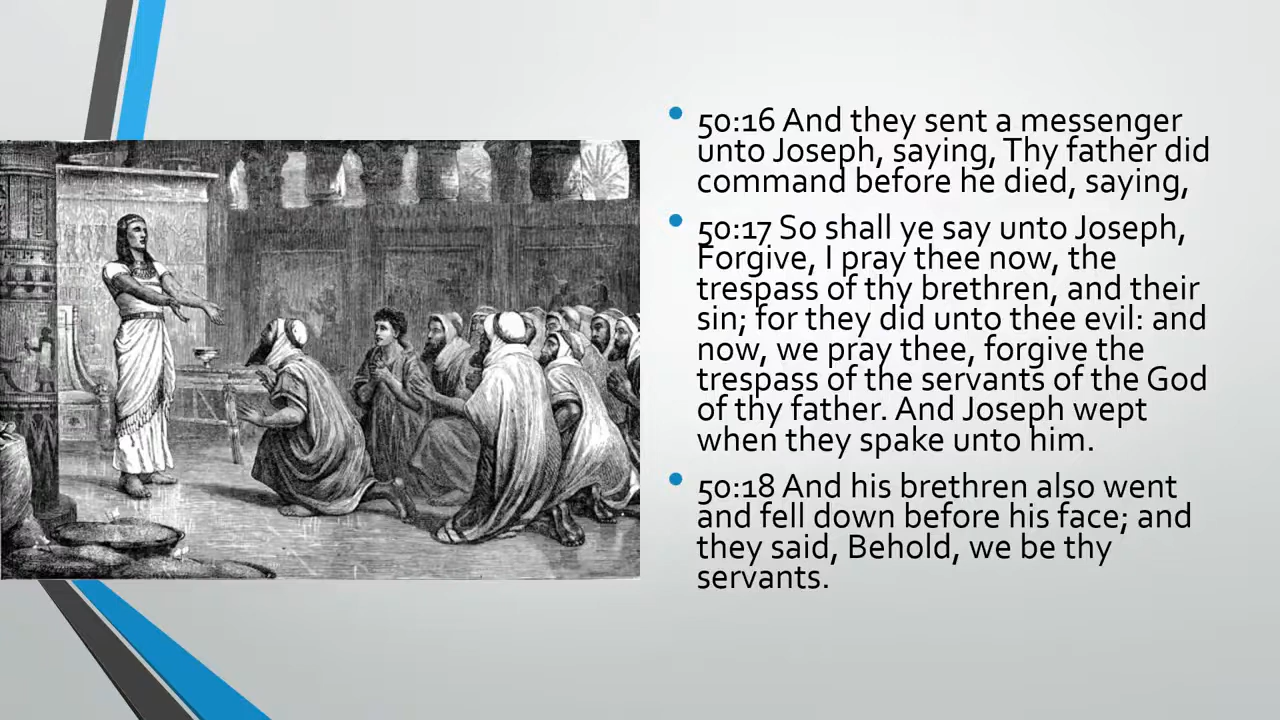 50:16 And they sent a messenger
unto Joseph, saying, Thy father did
command before he died, saying,
50:17 So shall ye say unto Joseph,
Forgive, I pray thee now, the
trespass of thy brethren, and their
sin; for they did unto thee evil: and
now, we pray thee, forgive the
trespass of the servants of the God
of thy father. And Joseph wept
when they spake unto him.
50:18 And his brethren also went
and fell down before his face; and
they said, Behold, we be thy
servants.